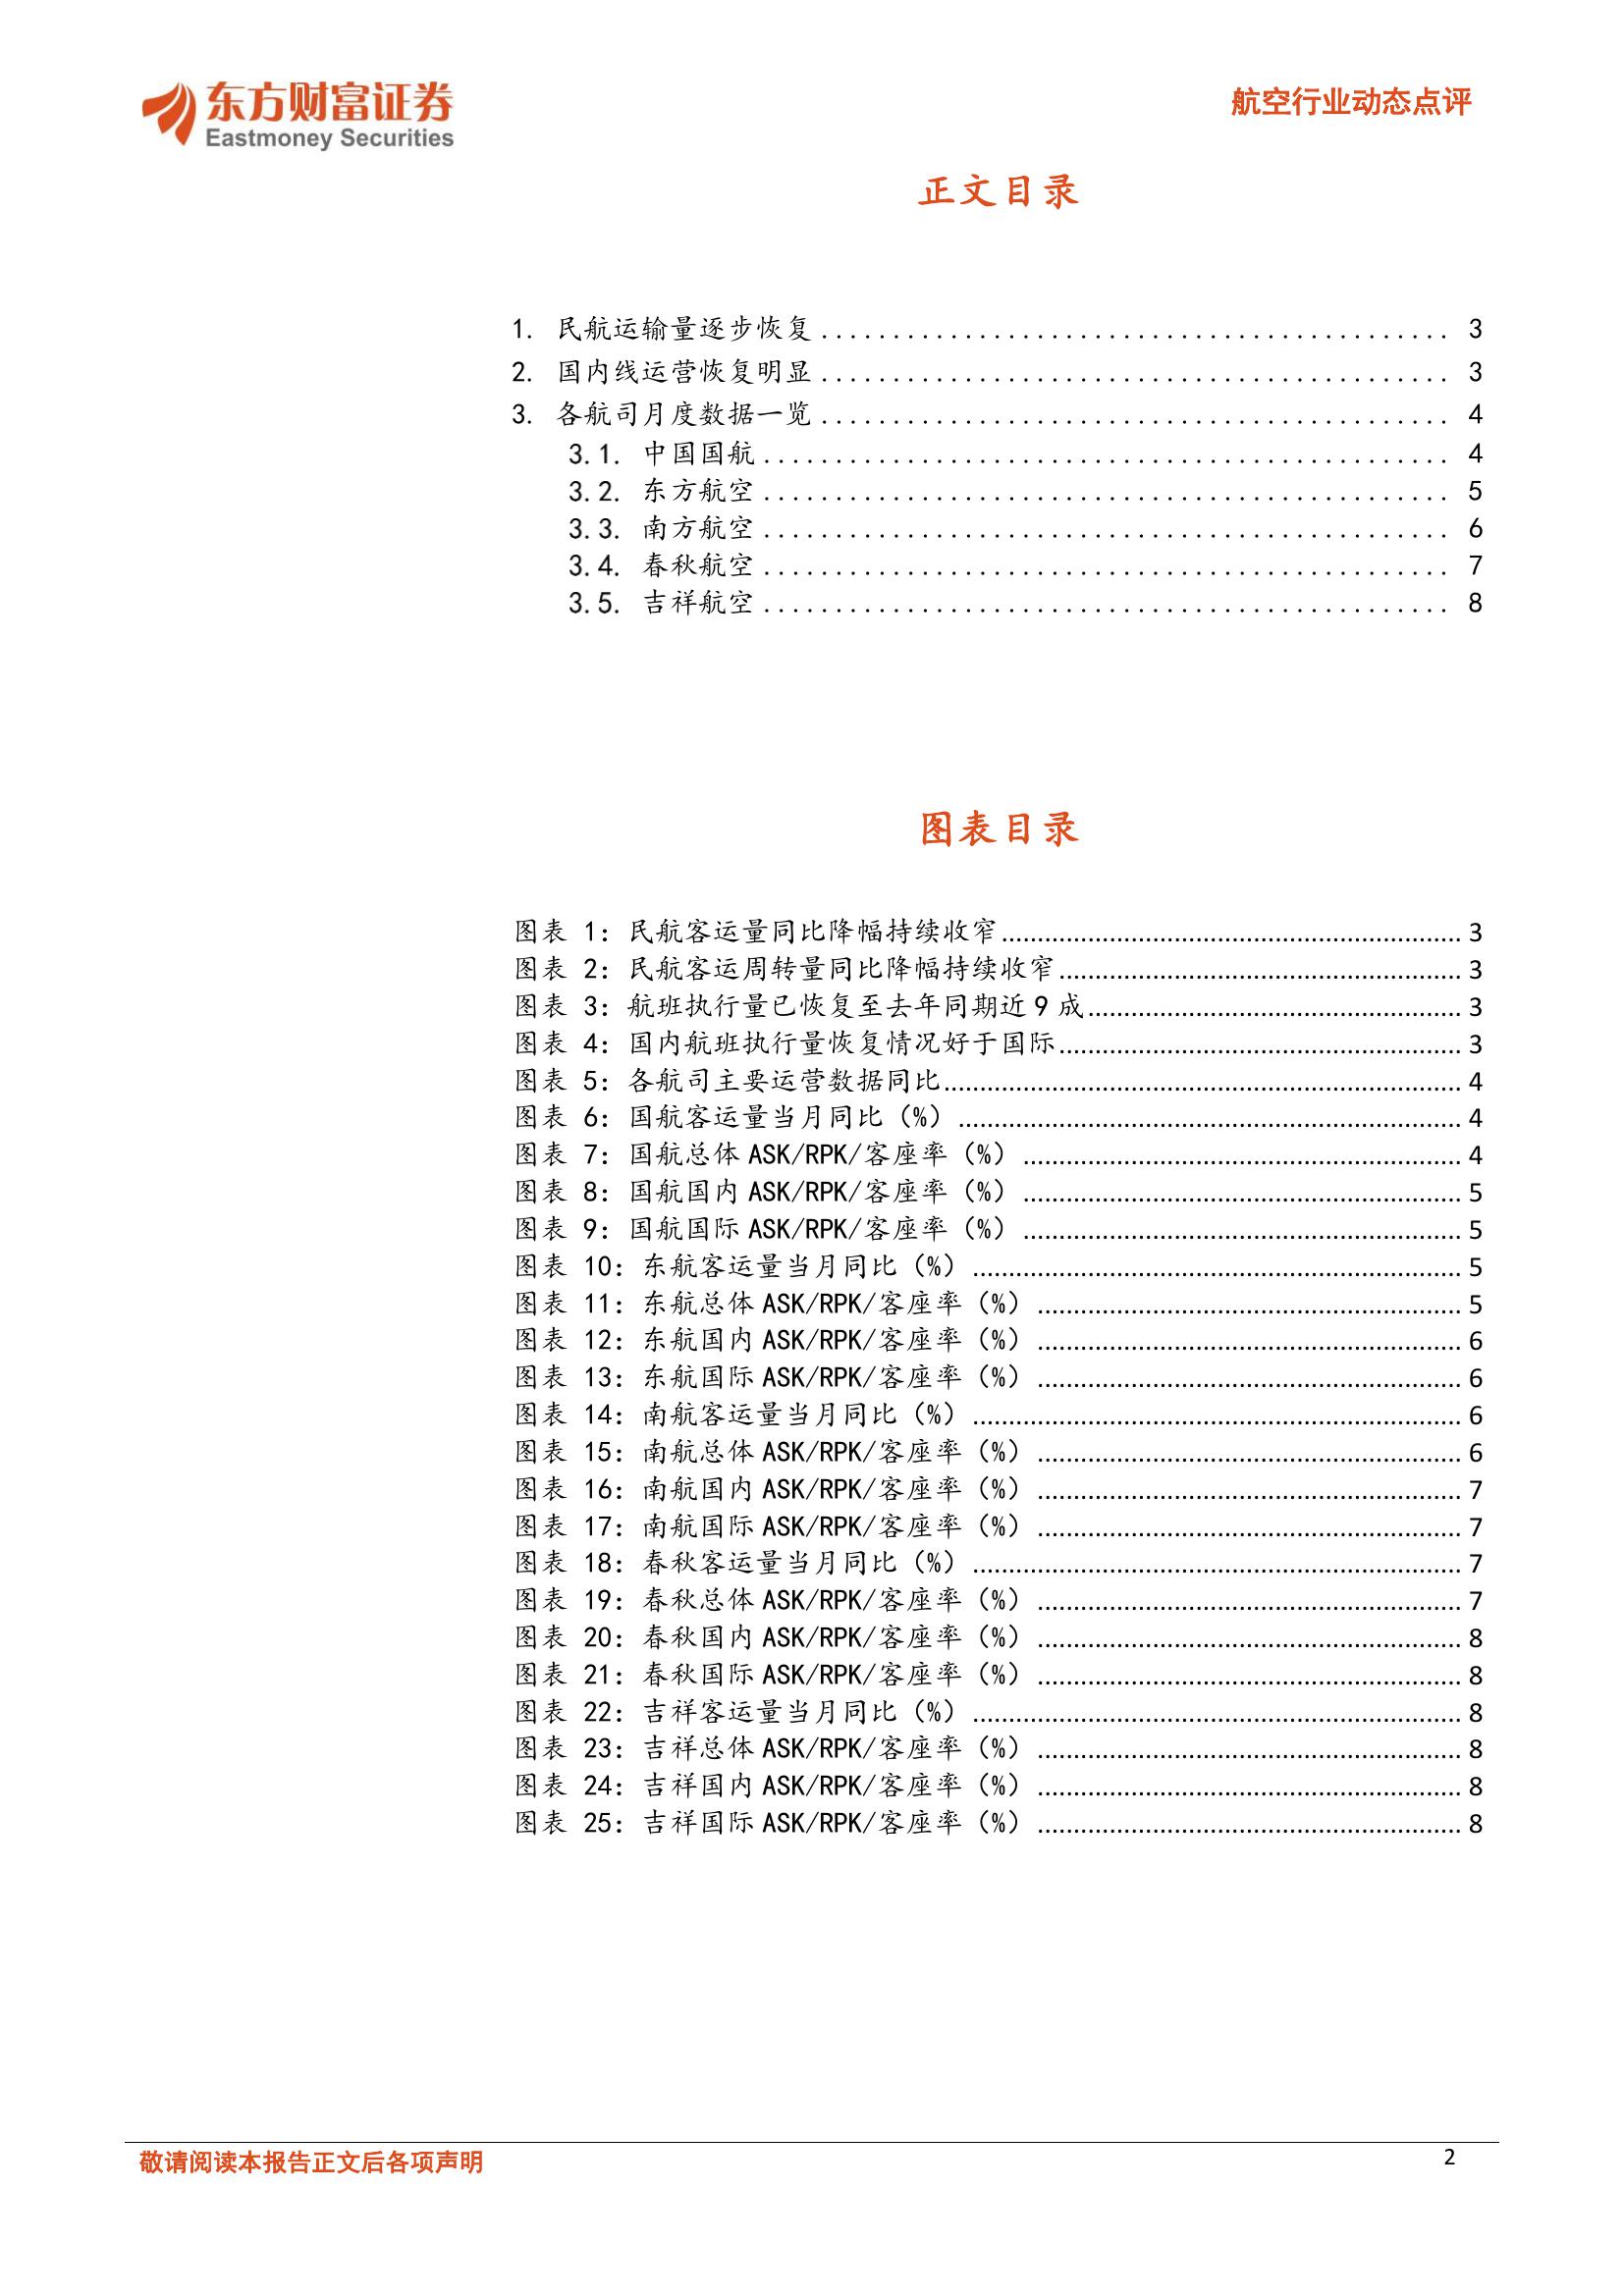 东方财富证券
Eastmoney Securities
航空行业动态点评
正文目录
1. 民航运输量逐步恢复 ............................................ 3
2. 国内线运营恢复明显 ............................................ 3
3. 各航司月度数据一览 ............................................ 4
3.1. 中国国航 ................................................ 4
3.2. 东方航空 ................................................ 5
3.3. 南方航空 ................................................ 6
3.4. 春秋航空 ................................................ 7
3.5. 吉祥航空 ................................................ 8
图表目录
图表 1：民航客运量同比降幅持续收窄................................................................ 3
图表 2：民航客运周转量同比降幅持续收窄........................................................ 3
图表 3：航班执行量已恢复至去年同期近 9 成.................................................... 3
图表 4：国内航班执行量恢复情况好于国际........................................................ 3
图表 5：各航司主要运营数据同比........................................................................ 4
图表 6：国航客运量当月同比（%）...................................................................... 4
图表 7：国航总体 ASK/RPK/客座率（%）............................................................. 4
图表 8：国航国内 ASK/RPK/客座率（%）............................................................. 5
图表 9：国航国际 ASK/RPK/客座率（%）............................................................. 5
图表 10：东航客运量当月同比（%）.................................................................... 5
图表 11：东航总体 ASK/RPK/客座率（%）........................................................... 5
图表 12：东航国内 ASK/RPK/客座率（%）........................................................... 6
图表 13：东航国际 ASK/RPK/客座率（%）........................................................... 6
图表 14：南航客运量当月同比（%）.................................................................... 6
图表 15：南航总体 ASK/RPK/客座率（%）........................................................... 6
图表 16：南航国内 ASK/RPK/客座率（%）........................................................... 7
图表 17：南航国际 ASK/RPK/客座率（%）........................................................... 7
图表 18：春秋客运量当月同比（%）.................................................................... 7
图表 19：春秋总体 ASK/RPK/客座率（%）........................................................... 7
图表 20：春秋国内 ASK/RPK/客座率（%）........................................................... 8
图表 21：春秋国际 ASK/RPK/客座率（%）........................................................... 8
图表 22：吉祥客运量当月同比（%）.................................................................... 8
图表 23：吉祥总体 ASK/RPK/客座率（%）........................................................... 8
图表 24：吉祥国内 ASK/RPK/客座率（%）........................................................... 8
图表 25：吉祥国际 ASK/RPK/客座率（%）........................................................... 8
敬请阅读本报告正文后各项声明
2